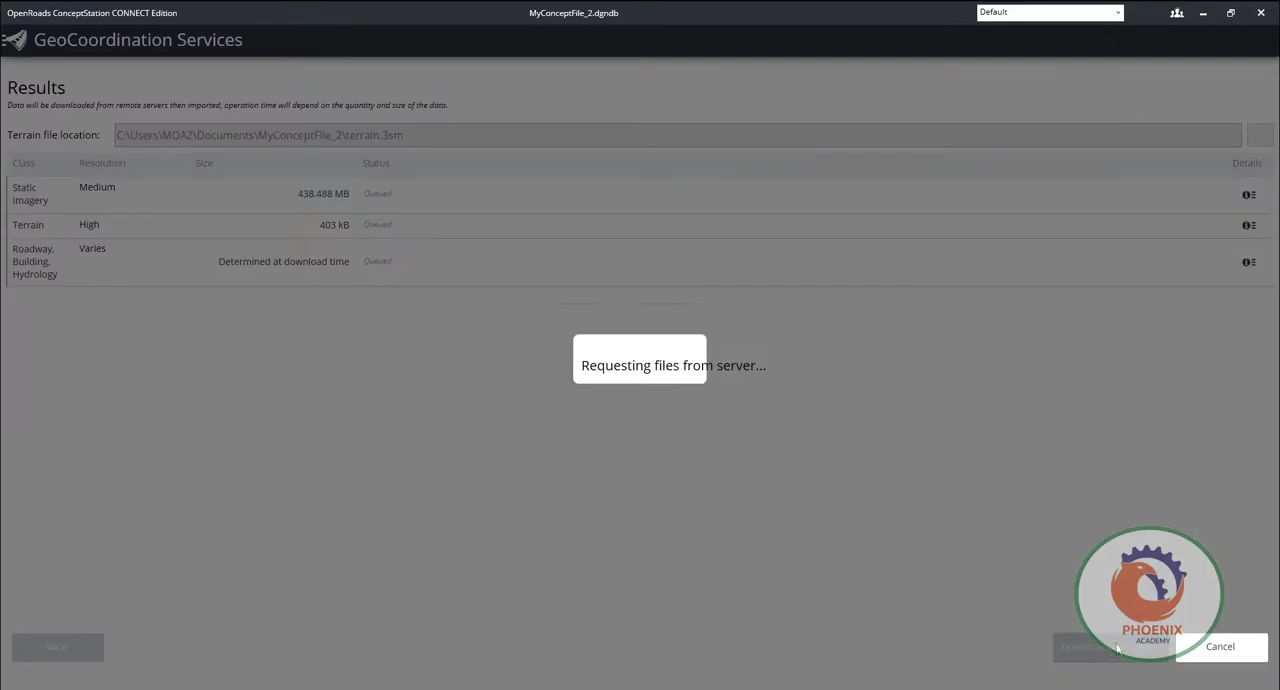 OpenRoads ConceptStation CONNECT Edition
MyConceptFile_2.dgndb
Default
GeoCoordination Services
Results
Data will be downloaded from remote servers then imported, operation time will depend on the quantity and size of the data.
Terrain file location: C:\Users\MOAZ\Documents\MyConceptFile_2\terrain.3sm
Class Resolution Size Status Details
Static Imagery Medium 438.488 MB Queued
Terrain High 403 kB Queued
Roadway, Building, Hydrology Varies Determined at download time Queued
Requesting files from server...
PHOENIX
ACADEMY
Back
Cancel